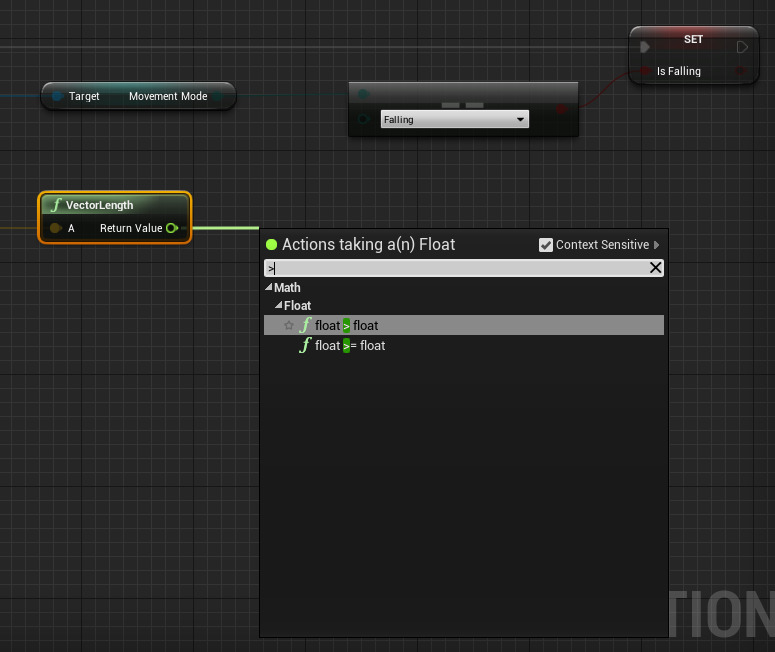 SET
Is Falling
Target Movement Mode
==
Falling
f VectorLength
A Return Value
Actions taking a(n) Float
Context Sensitive
>
Math
Float
f float > float
f float >= float
TION